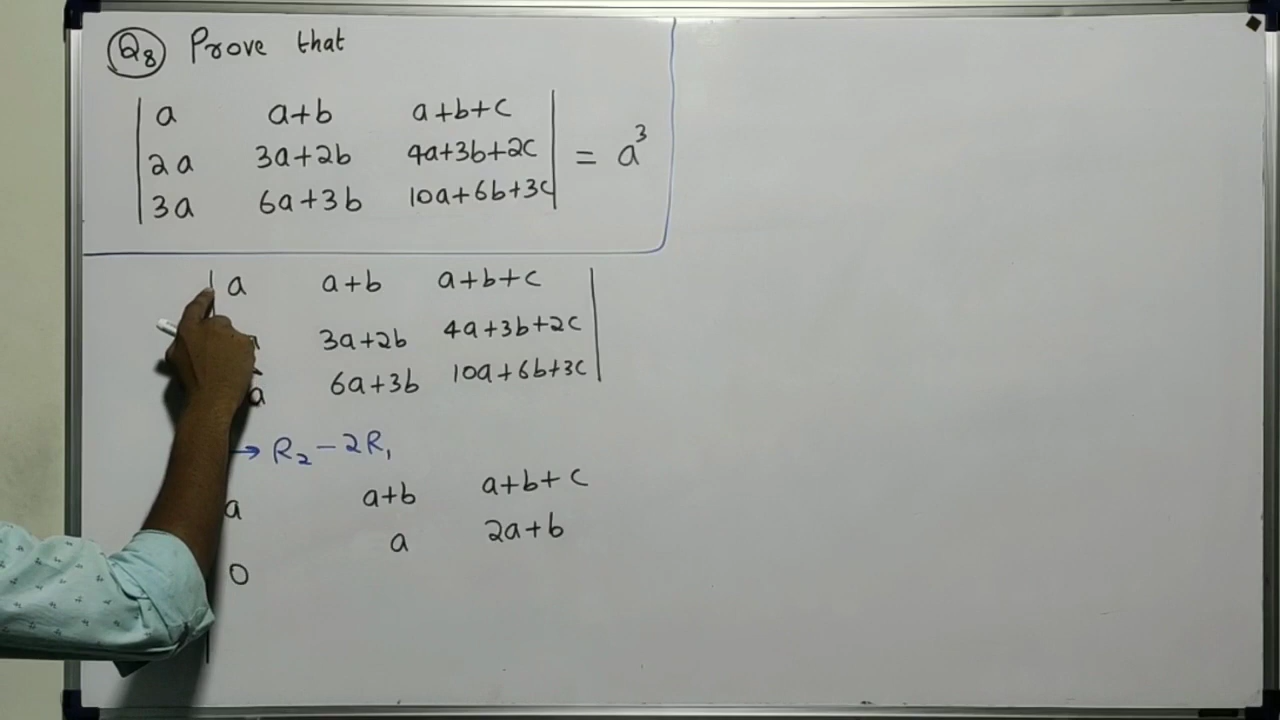 Q8 Prove that
a a+b a+b+c
2a 3a+2b 4a+3b+2c = a³
3a 6a+3b 10a+6b+3c
a a+b a+b+c
3a+2b 4a+3b+2c
a 6a+3b 10a+6b+3c
→ R₂ − 2R₁
a a+b a+b+c
0 a 2a+b